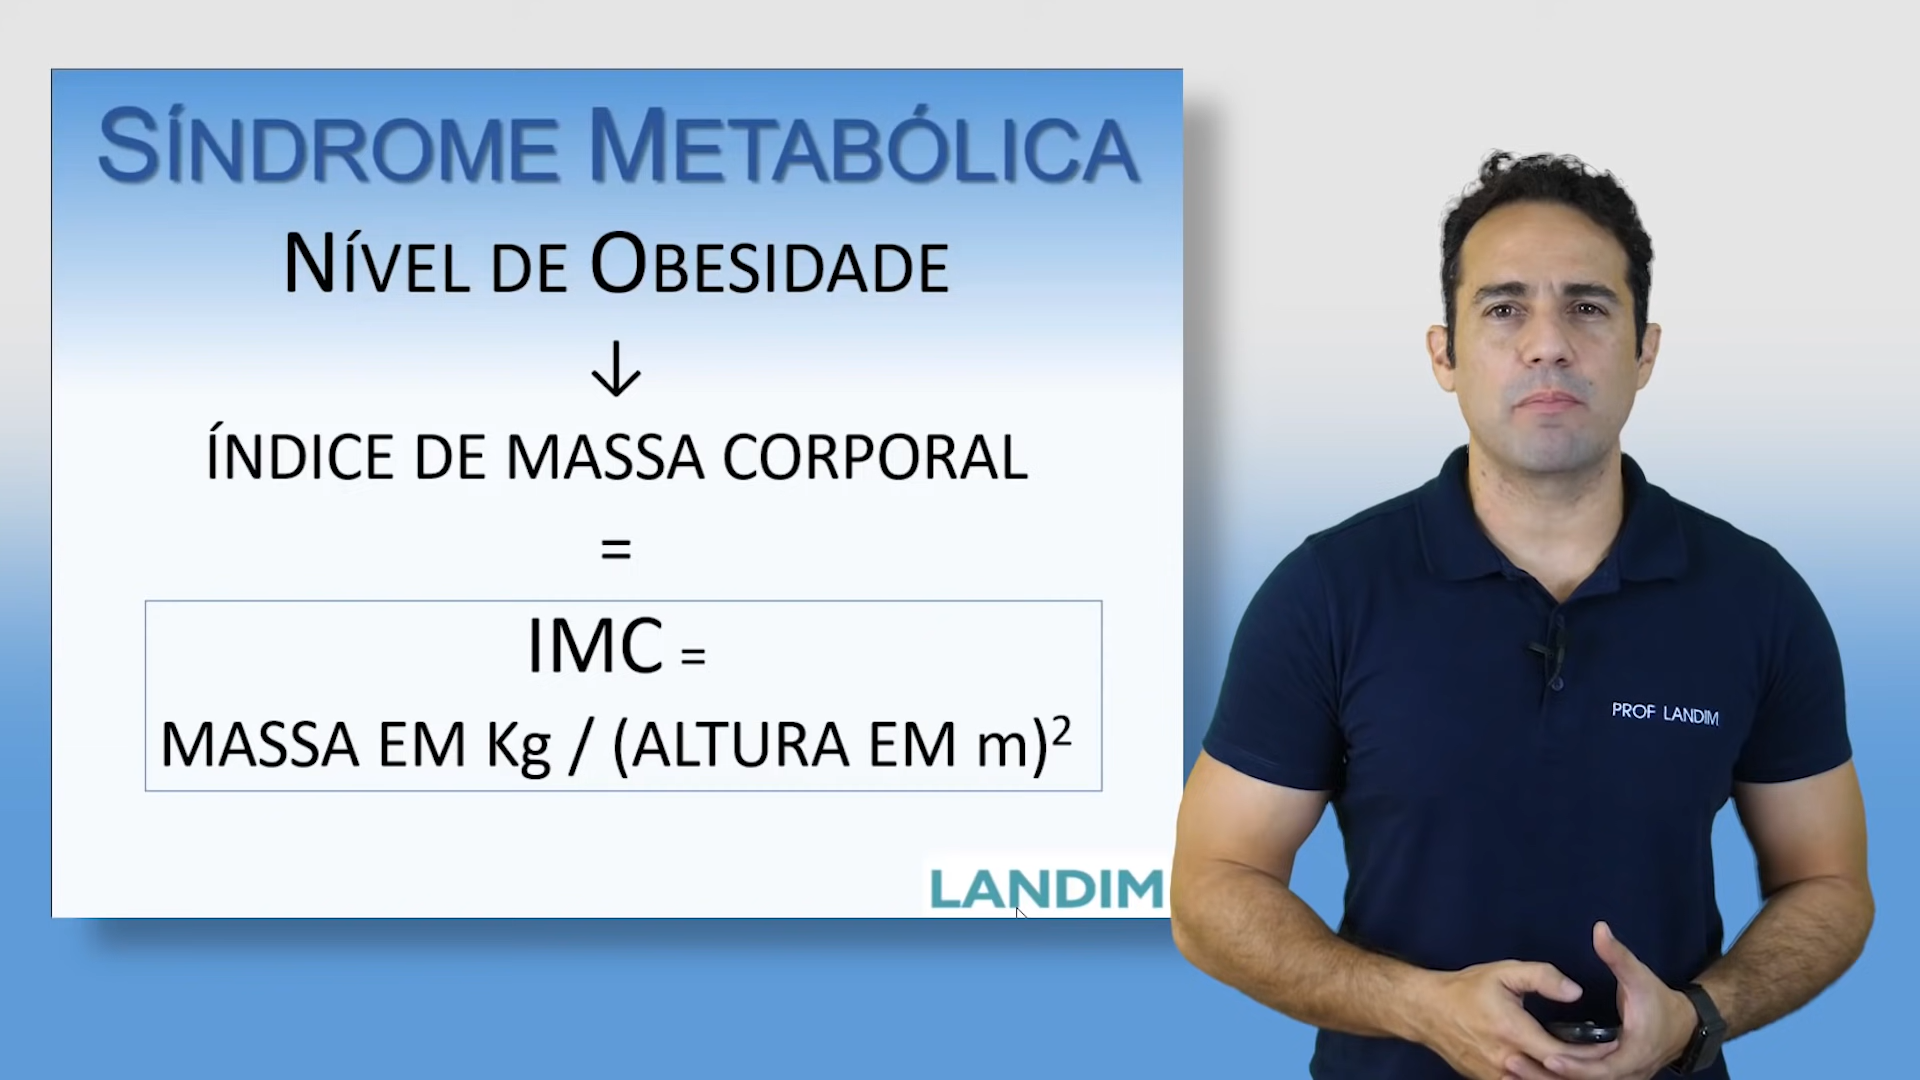 SÍNDROME METABÓLICA
NÍVEL DE OBESIDADE
↓
ÍNDICE DE MASSA CORPORAL
=
IMC =
MASSA EM Kg / (ALTURA EM m)²
LANDIM
PROF LANDIM